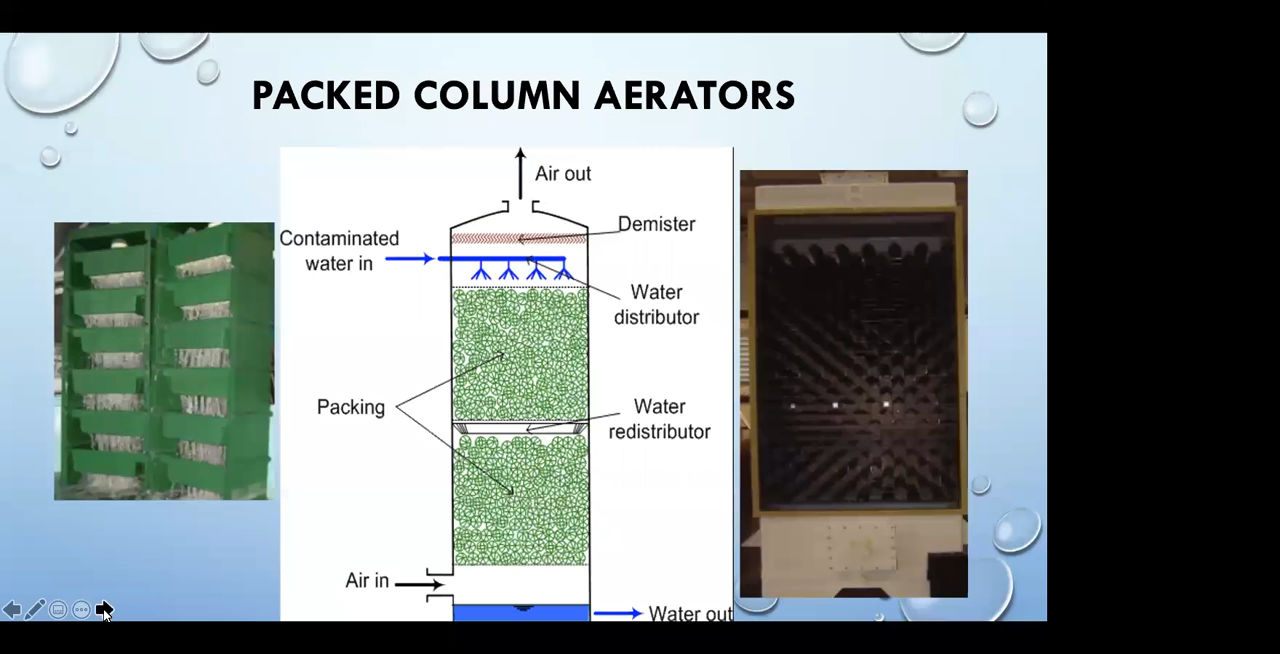 PACKED COLUMN AERATORS
Air out
Demister
Contaminated
water in
Water
distributor
Packing
Water
redistributor
Air in
Water out